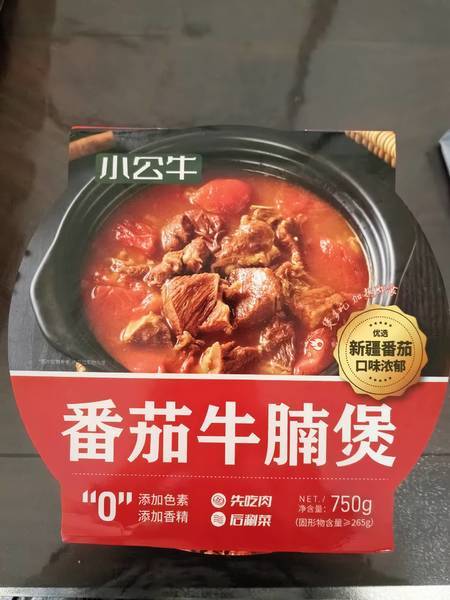 小公牛
优选
新疆番茄
口味浓郁
番茄牛腩煲
"0" 添加色素
添加香精
先吃肉
后涮菜
NET./
净含量: 750g
(固形物含量≥265g)